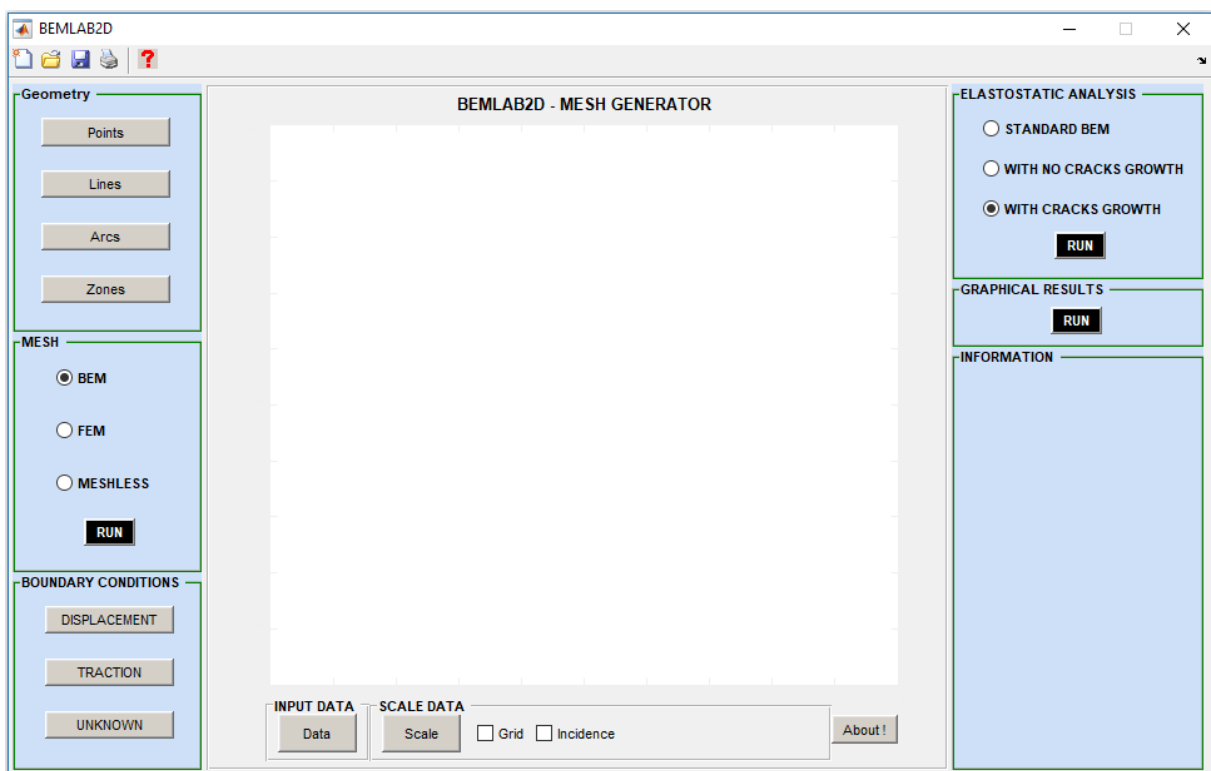 BEMLAB2D
?
Geometry
Points
Lines
Arcs
Zones
MESH
BEM
FEM
MESHLESS
RUN
BOUNDARY CONDITIONS
DISPLACEMENT
TRACTION
UNKNOWN
BEMLAB2D - MESH GENERATOR
INPUT DATA
Data
SCALE DATA
Scale
Grid
Incidence
About !
ELASTOSTATIC ANALYSIS
STANDARD BEM
WITH NO CRACKS GROWTH
WITH CRACKS GROWTH
RUN
GRAPHICAL RESULTS
RUN
INFORMATION